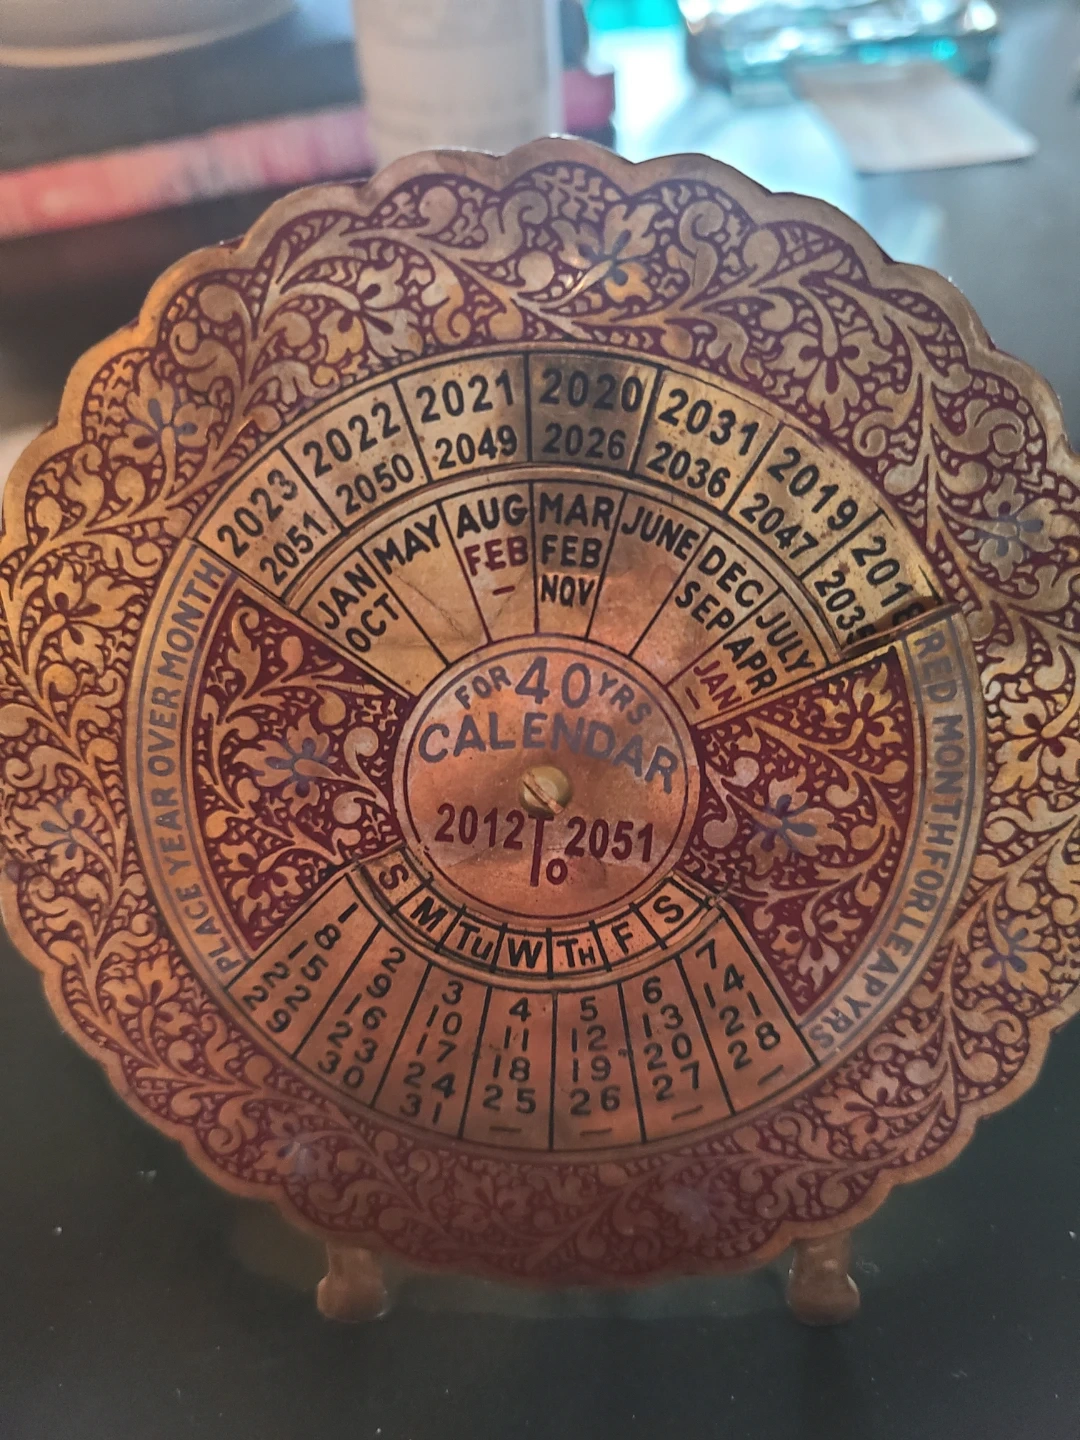 2023 2022 2021 2020 2031 2019 201
2051 2050 2049 2026 2036 2047 203
JAN MAY AUG MAR JUNE DEC JULY
OCT FEB FEB SEP APR
– NOV JAN
–
PLACE YEAR OVER MONTH
RED MONTH FOR LEAP YRS
FOR 40 YRS
CALENDAR
2012 To 2051
S M TU W TH F S
1 2 3 4 5 6 7
8 9 10 11 12 13 14
15 16 17 18 19 20 21
22 23 24 25 26 27 28
29 30 31 – – – –